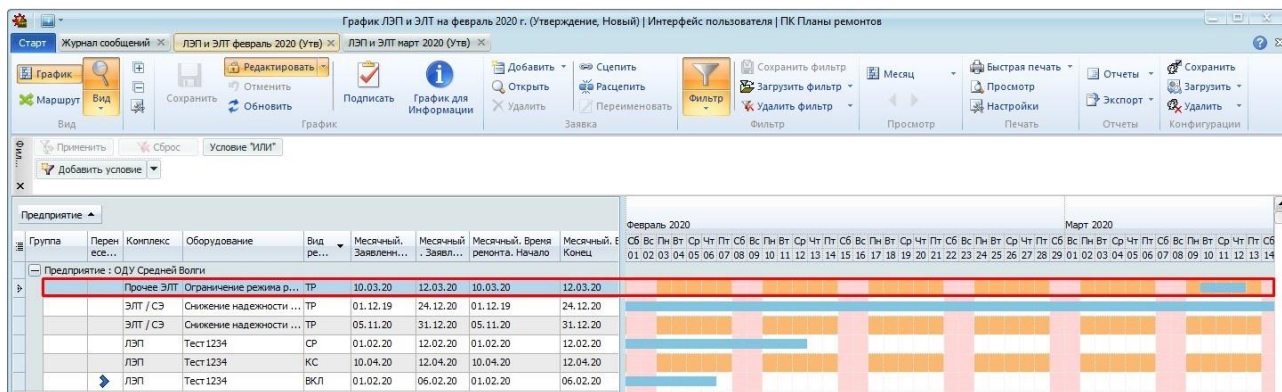 График ЛЭП и ЭЛТ на февраль 2020 г. (Утверждение, Новый) | Интерфейс пользователя | ПК Планы ремонтов
Старт Журнал сообщений ЛЭП и ЭЛТ февраль 2020 (Утв) ЛЭП и ЭЛТ март 2020 (Утв)
График Вид Сохранить Редактировать Подписать График для Информации Добавить Сцепить Фильтр Сохранить фильтр Месяц Быстрая печать Отчеты Сохранить
Маршрут Отменить Открыть Расцепить Загрузить фильтр Просмотр Экспорт Загрузить
Обновить Удалить Переименовать Удалить фильтр Настройки Удалить
Вид График Заявка Фильтр Просмотр Печать Отчеты Конфигурации
Фил...
Применить Сброс Условие "ИЛИ"
Добавить условие
Предприятие
Февраль 2020 Март 2020
Группа Перен Комплекс Оборудование Вид Месячный. Месячный Месячный. Время Месячный. Е Сб Вс Пн Вт Ср Чт Пт Сб Вс Пн Вт Ср Чт Пт Сб Вс Пн Вт Ср Чт Пт Сб Вс Пн Вт Ср Чт Пт Сб Вс Пн Вт Ср Чт Пт Сб Вс Пн Вт Ср Чт Пт Сб
есе... ре... Заявленн... . Заявл... ремонта. Начало Конец 01 02 03 04 05 06 07 08 09 10 11 12 13 14 15 16 17 18 19 20 21 22 23 24 25 26 27 28 29 01 02 03 04 05 06 07 08 09 10 11 12 13 14
Предприятие : ОДУ Средней Волги
Прочее ЭЛТ Ограничение режима р... ТР 10.03.20 12.03.20 10.03.20 12.03.20
ЭЛТ / СЭ Снижение надежности ... ТР 01.12.19 24.12.20 01.12.19 24.12.20
ЭЛТ / СЭ Снижение надежности ... ТР 05.11.20 31.12.20 05.11.20 31.12.20
ЛЭП Тест1234 СР 01.02.20 12.02.20 01.02.20 12.02.20
ЛЭП Тест1234 КС 10.04.20 12.04.20 10.04.20 12.04.20
ЛЭП Тест1234 ВКЛ 01.02.20 06.02.20 01.02.20 06.02.20